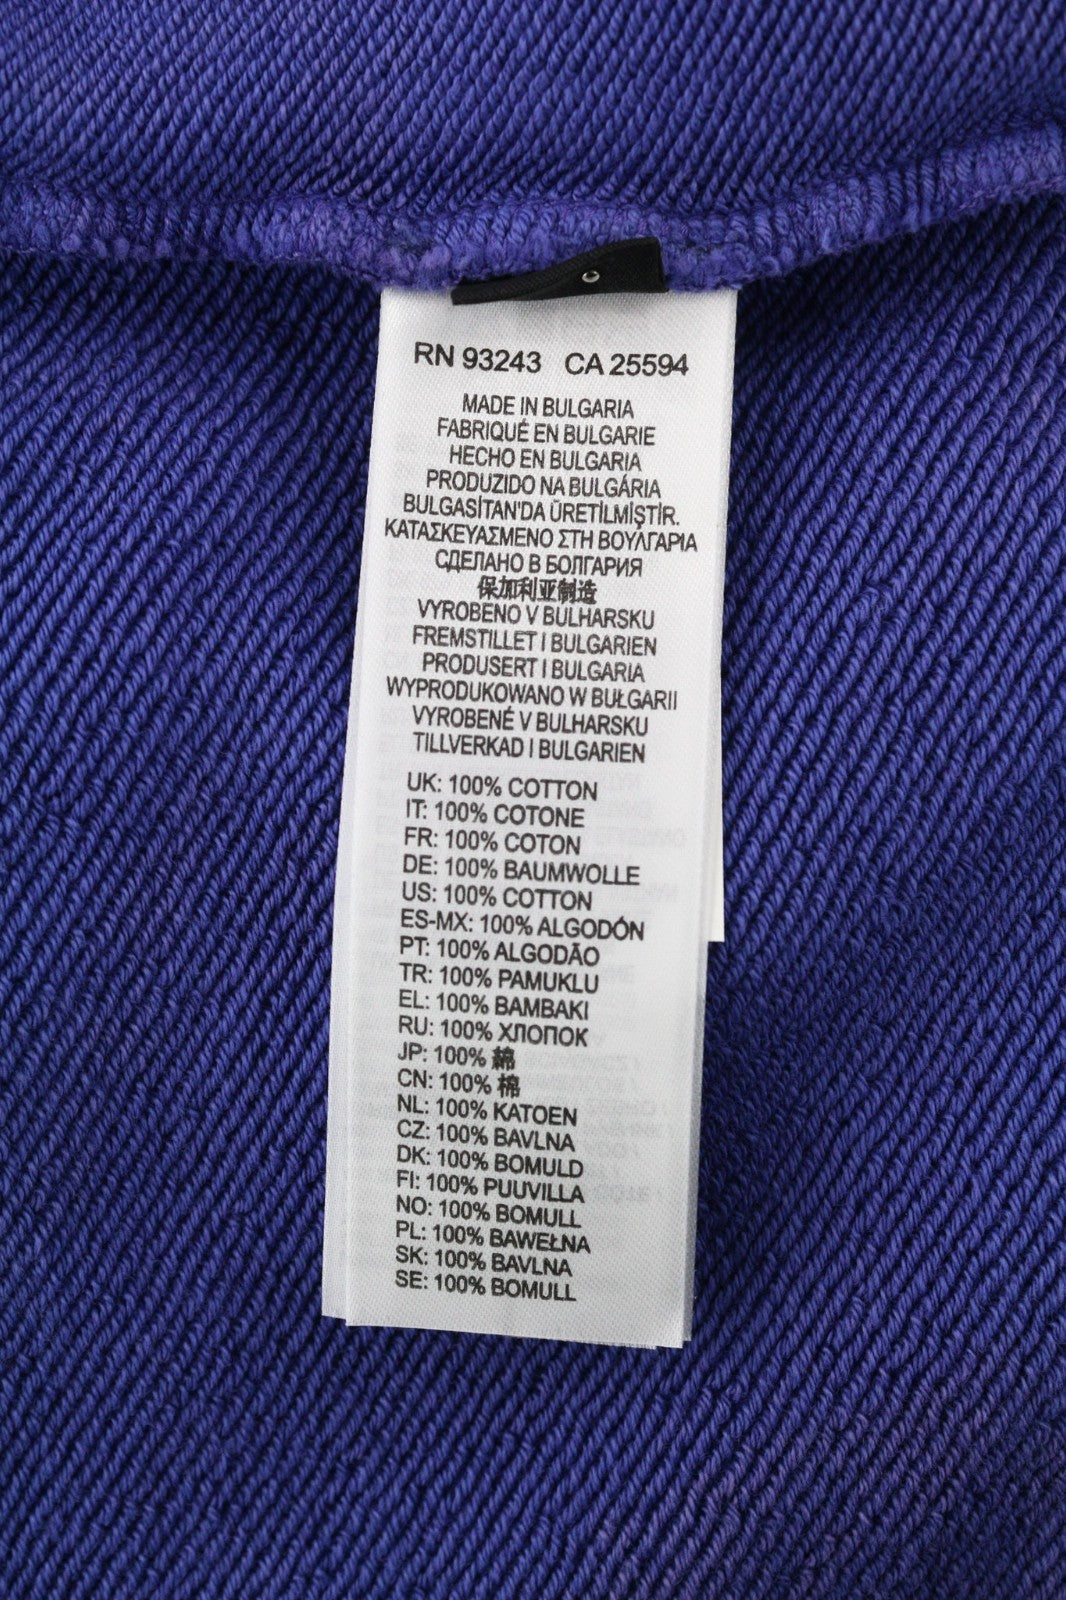 RN 93243 CA 25594
MADE IN BULGARIA
FABRIQUÉ EN BULGARIE
HECHO EN BULGARIA
PRODUZIDO NA BULGÁRIA
BULGASİTAN'DA ÜRETİLMİŞTİR.
ΚΑΤΑΣΚΕΥΑΣΜΕΝΟ ΣΤΗ ΒΟΥΛΓΑΡΙΑ
СДЕЛАНО В БОЛГАРИЯ
保加利亚制造
VYROBENO V BULHARSKU
FREMSTILLET I BULGARIEN
PRODUSERT I BULGARIA
WYPRODUKOWANO W BUŁGARII
VYROBENÉ V BULHARSKU
TILLVERKAD I BULGARIEN
UK: 100% COTTON
IT: 100% COTONE
FR: 100% COTON
DE: 100% BAUMWOLLE
US: 100% COTTON
ES-MX: 100% ALGODÓN
PT: 100% ALGODÃO
TR: 100% PAMUKLU
EL: 100% BAMBAKI
RU: 100% ХЛОПОК
JP: 100% 綿
CN: 100% 棉
NL: 100% KATOEN
CZ: 100% BAVLNA
DK: 100% BOMULD
FI: 100% PUUVILLA
NO: 100% BOMULL
PL: 100% BAWEŁNA
SK: 100% BAVLNA
SE: 100% BOMULL